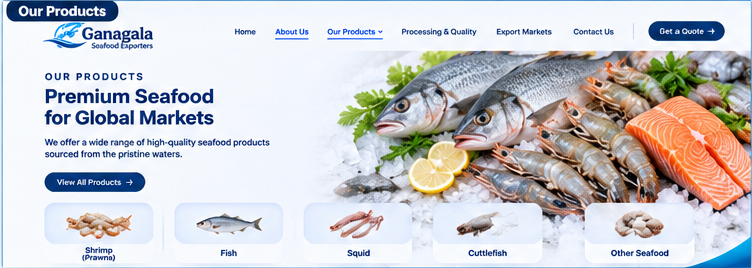 Our Products
Ganagala
Seafood Exporters
Home
About Us
Our Products
Processing & Quality
Export Markets
Contact Us
Get a Quote →
OUR PRODUCTS
Premium Seafood
for Global Markets
We offer a wide range of high-quality seafood products
sourced from the pristine waters.
View All Products →
Shrimp
(Prawns)
Fish
Squid
Cuttlefish
Other Seafood